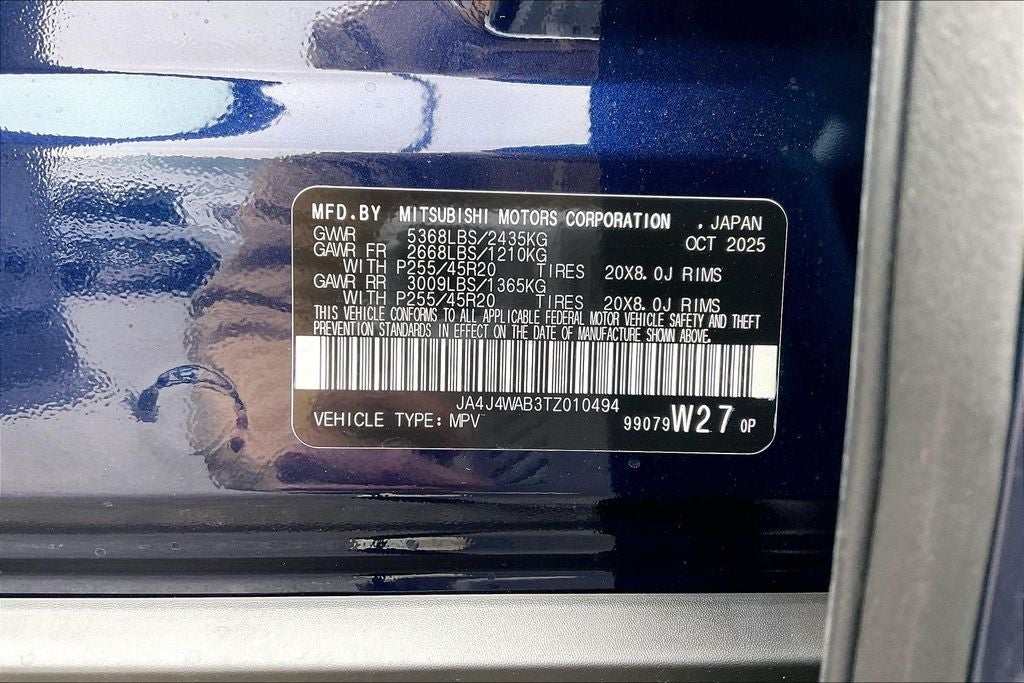 MFD.BY MITSUBISHI MOTORS CORPORATION , JAPAN
GVWR 5368LBS/2435KG OCT 2025
GAWR FR 2668LBS/1210KG
WITH P255/45R20 TIRES 20X8.0J RIMS
GAWR RR 3009LBS/1365KG
WITH P255/45R20 TIRES 20X8.0J RIMS
THIS VEHICLE CONFORMS TO ALL APPLICABLE FEDERAL MOTOR VEHICLE SAFETY AND THEFT
PREVENTION STANDARDS IN EFFECT ON THE DATE OF MANUFACTURE SHOWN ABOVE.
JA4J4WAB3TZ010494
VEHICLE TYPE: MPV 99079 W27 0P